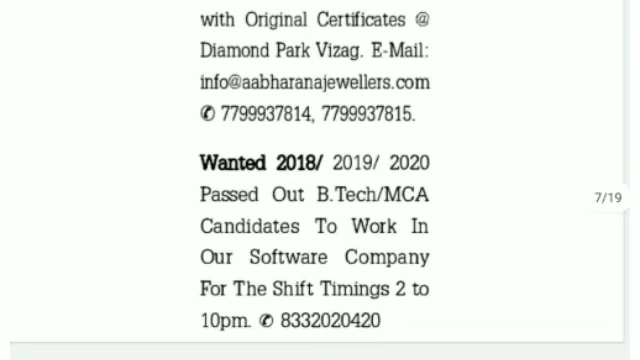 with Original Certificates @
Diamond Park Vizag. E-Mail:
info@aabharanajewellers.com
✆ 7799937814, 7799937815.
Wanted 2018/ 2019/ 2020
Passed Out B.Tech/MCA
Candidates To Work In
Our Software Company
For The Shift Timings 2 to
10pm. ✆ 8332020420
7/19